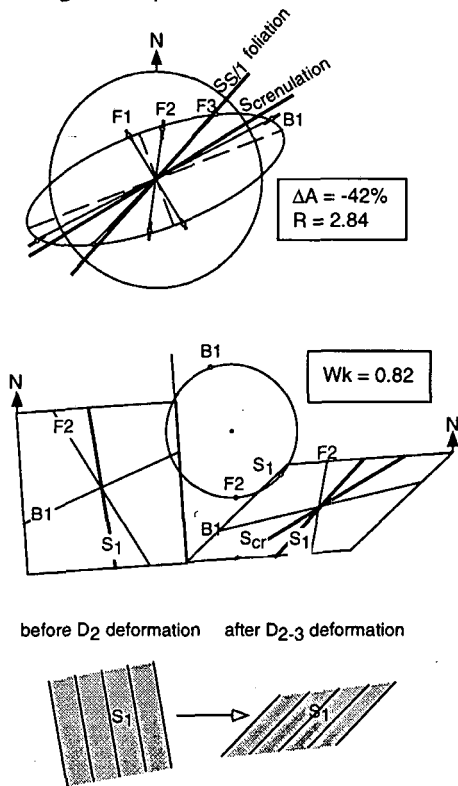 N
SS/1 foliation
Screnulation
F1
F2
F3
B1
ΔA = -42%
R = 2.84
B1
Wk = 0.82
N
N
F2
S1
F2
F2
B1
B1
S1
Scr
S1
before D2 deformation
after D2-3 deformation
S1
S1